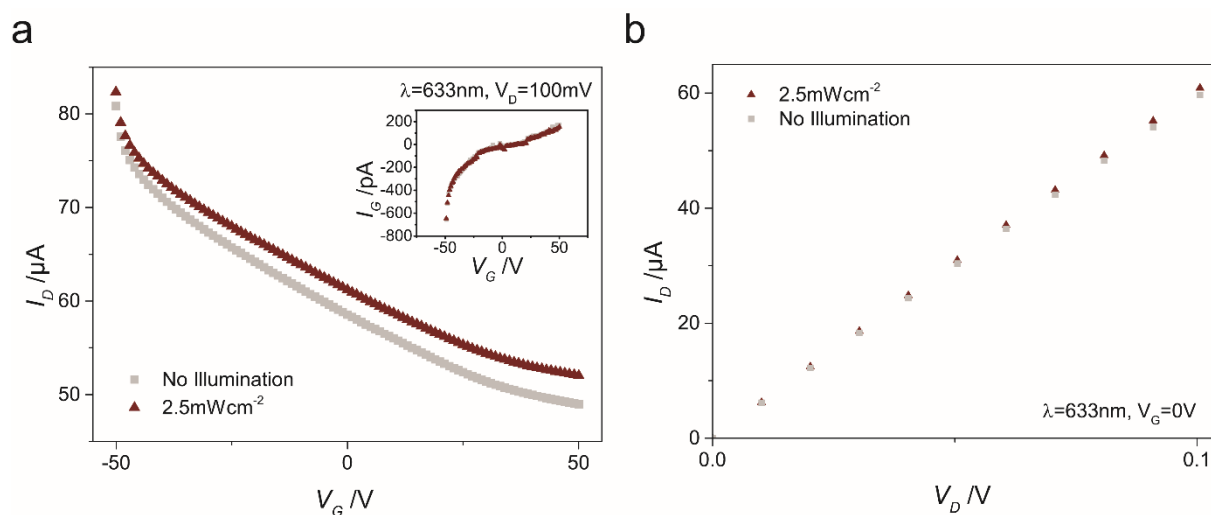 a
λ=633nm, V_D=100mV
80
70
60
50
I_D /µA
-50
0
50
V_G /V
No Illumination
2.5mWcm⁻²
200
0
-200
-400
-600
-800
I_G /pA
-50
0
50
V_G /V
b
2.5mWcm⁻²
No Illumination
60
40
20
0
I_D /µA
λ=633nm, V_G=0V
0.0
0.1
V_D /V